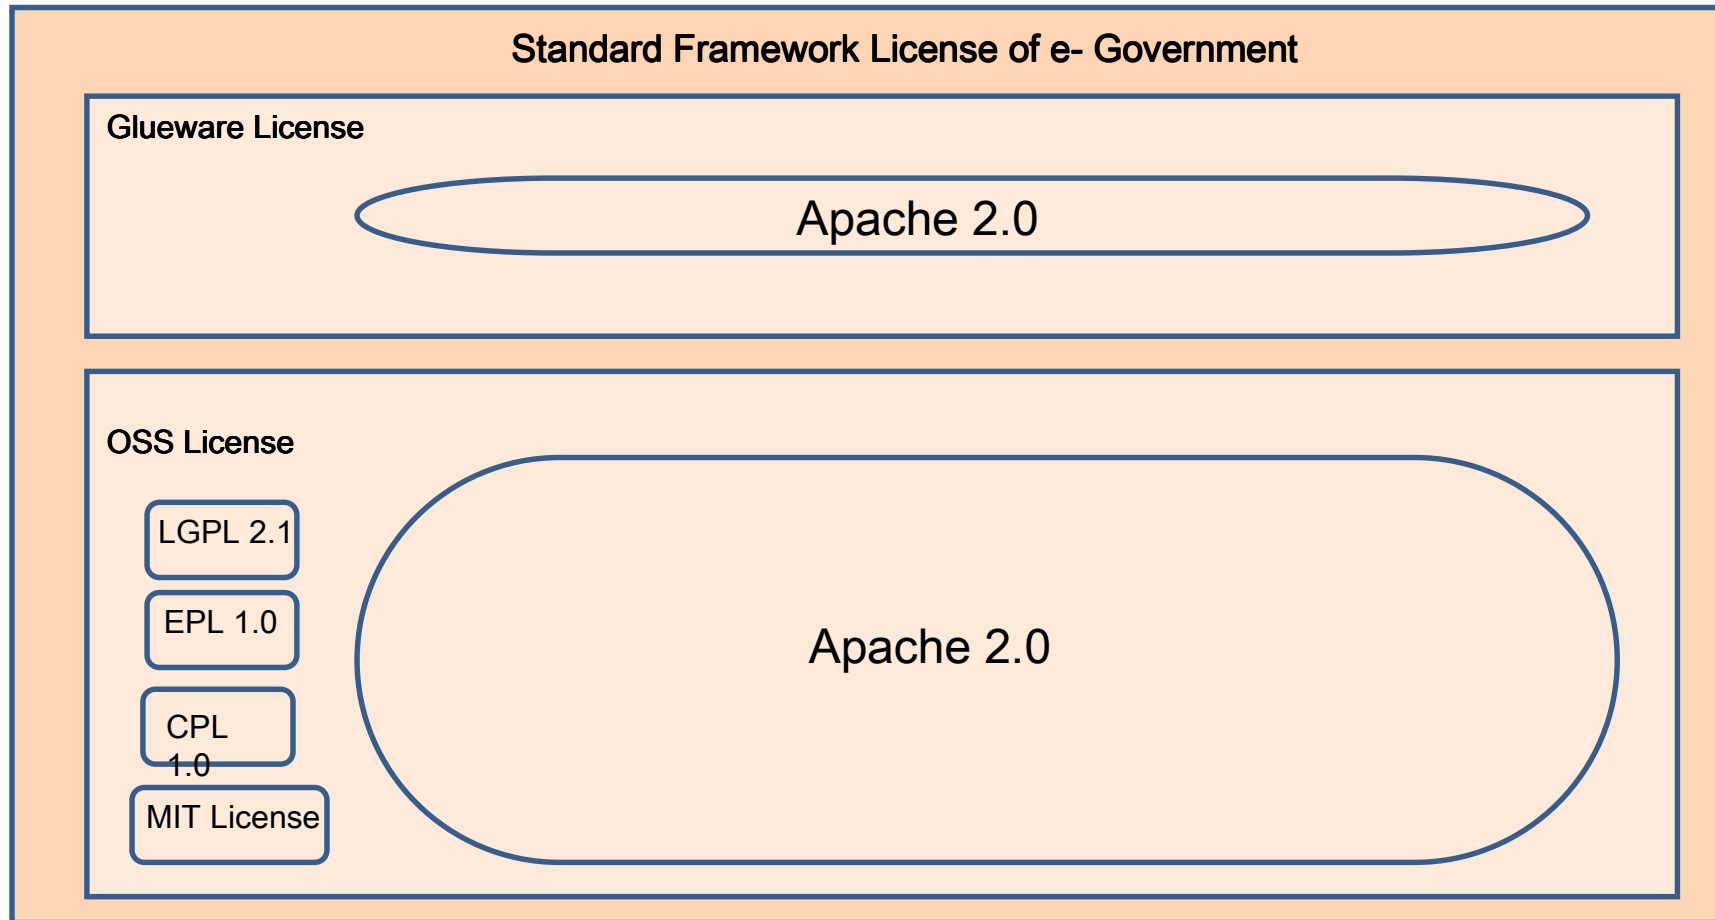 Standard Framework License of e- Government
Glueware License
Apache 2.0
OSS License
LGPL 2.1
EPL 1.0
CPL
1.0
MIT License
Apache 2.0